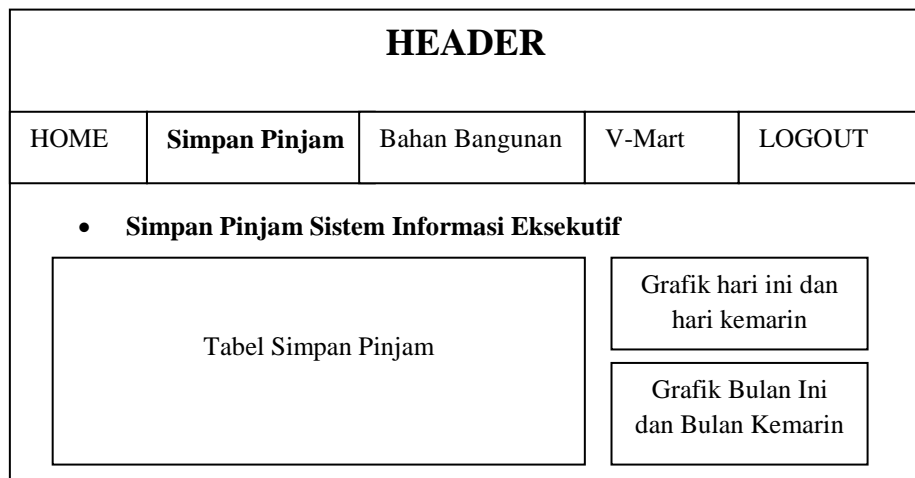 HEADER
HOME
Simpan Pinjam
Bahan Bangunan
V-Mart
LOGOUT
• Simpan Pinjam Sistem Informasi Eksekutif
Tabel Simpan Pinjam
Grafik hari ini dan
hari kemarin
Grafik Bulan Ini
dan Bulan Kemarin